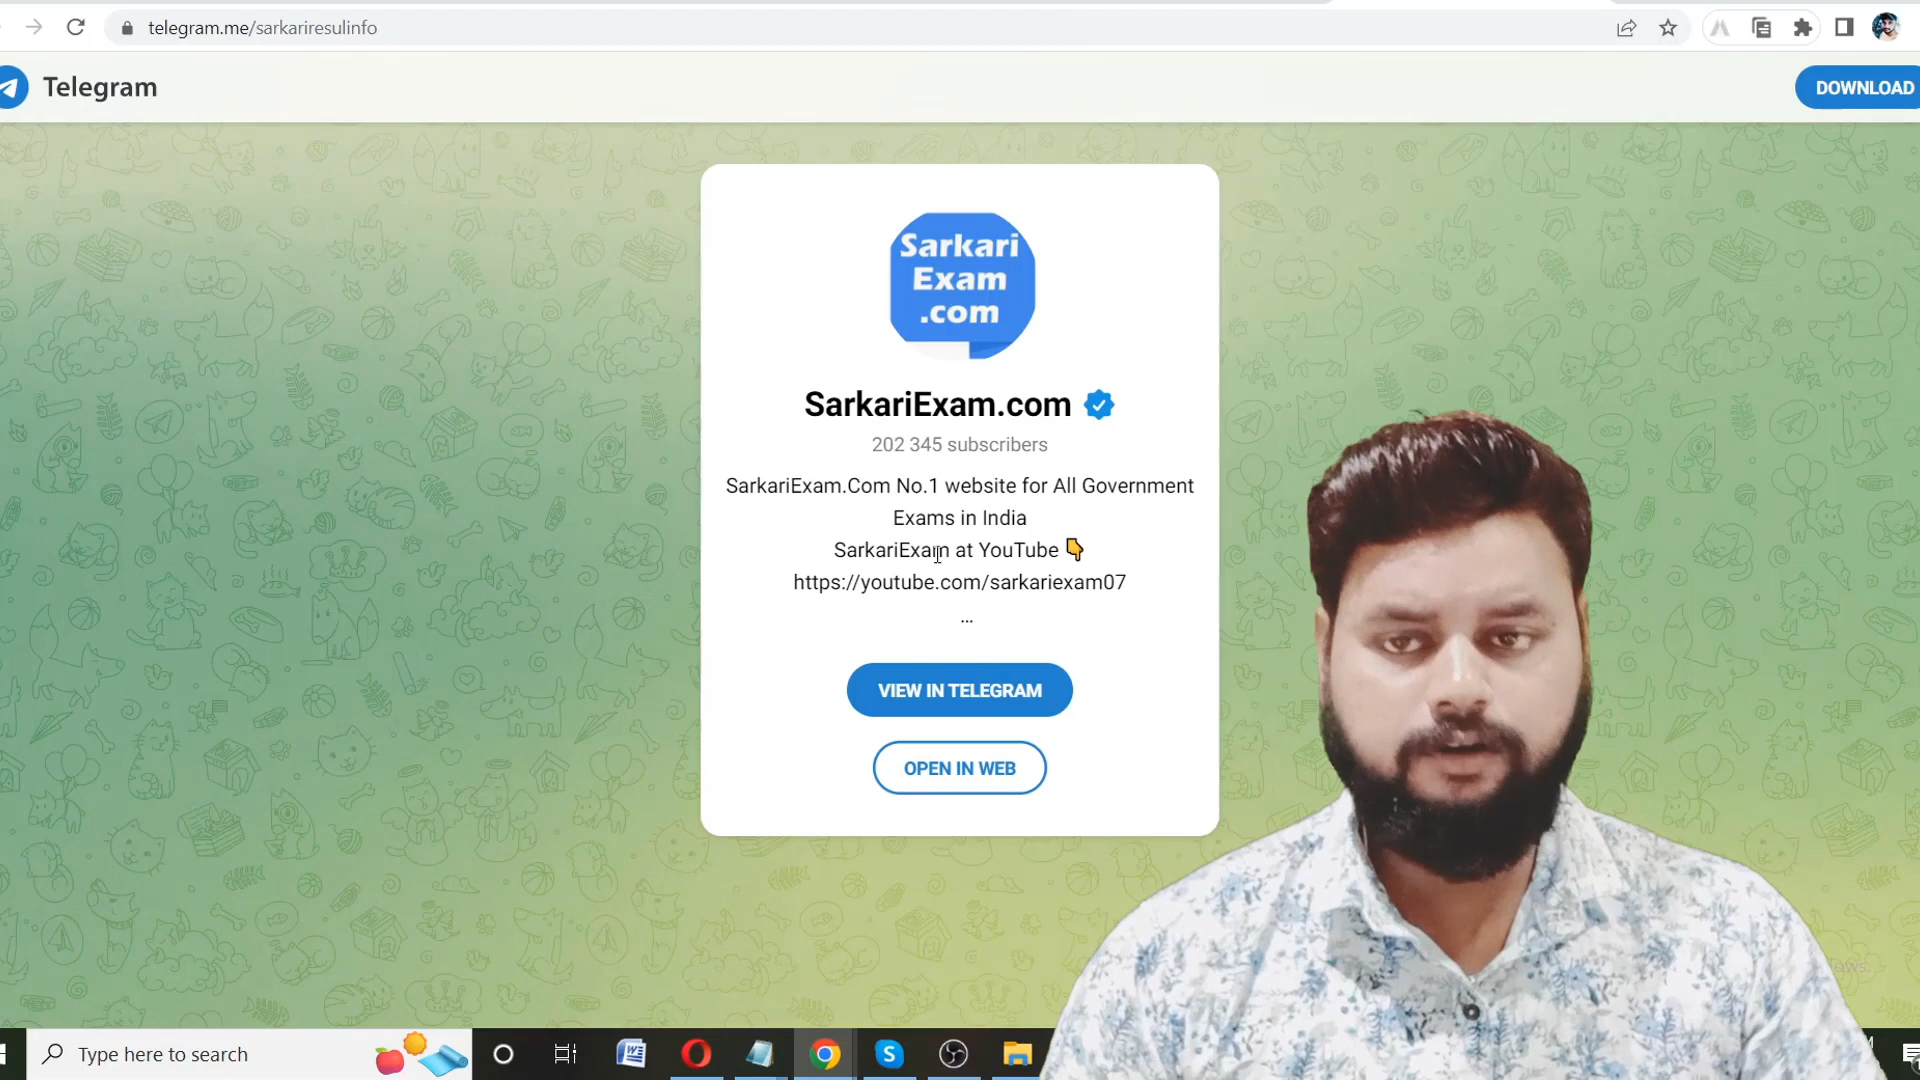 telegram.me/sarkariresulinfo
Telegram
DOWNLOAD
Sarkari
Exam
.com
SarkariExam.com
202 345 subscribers
SarkariExam.Com No.1 website for All Government
Exams in India
SarkariExam at YouTube 👇
https://youtube.com/sarkariexam07
...
VIEW IN TELEGRAM
OPEN IN WEB
Type here to search